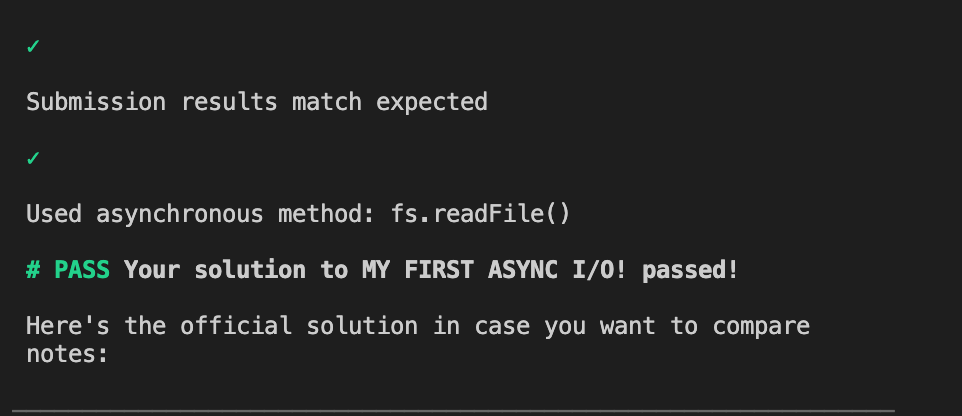 ✓
Submission results match expected
✓
Used asynchronous method: fs.readFile()
# PASS Your solution to MY FIRST ASYNC I/O! passed!
Here's the official solution in case you want to compare
notes: